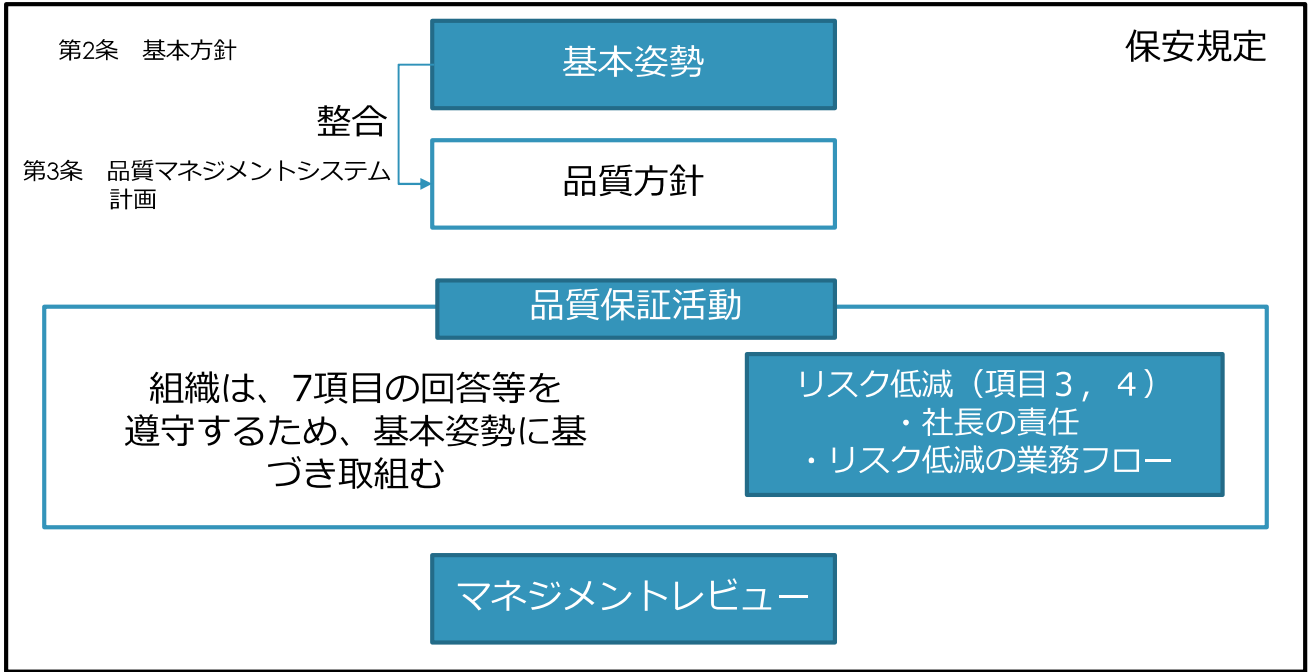 第2条　基本方針
基本姿勢
保安規定
整合
第3条　品質マネジメントシステム
計画
品質方針
品質保証活動
組織は、7項目の回答等を
遵守するため、基本姿勢に基
づき取組む
リスク低減（項目３，４）
・社長の責任
・リスク低減の業務フロー
マネジメントレビュー